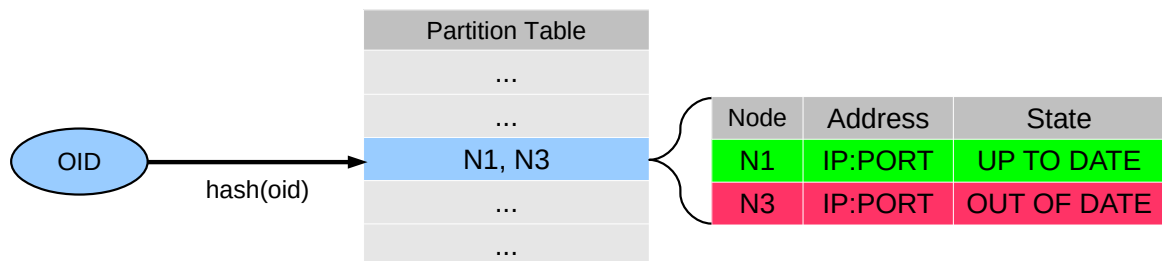 OID
hash(oid)
Partition Table
...
...
N1, N3
...
...
Node Address State
N1 IP:PORT UP TO DATE
N3 IP:PORT OUT OF DATE